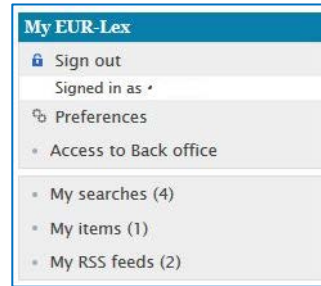 My EUR-Lex
Sign out
Signed in as
Preferences
Access to Back office
My searches (4)
My items (1)
My RSS feeds (2)